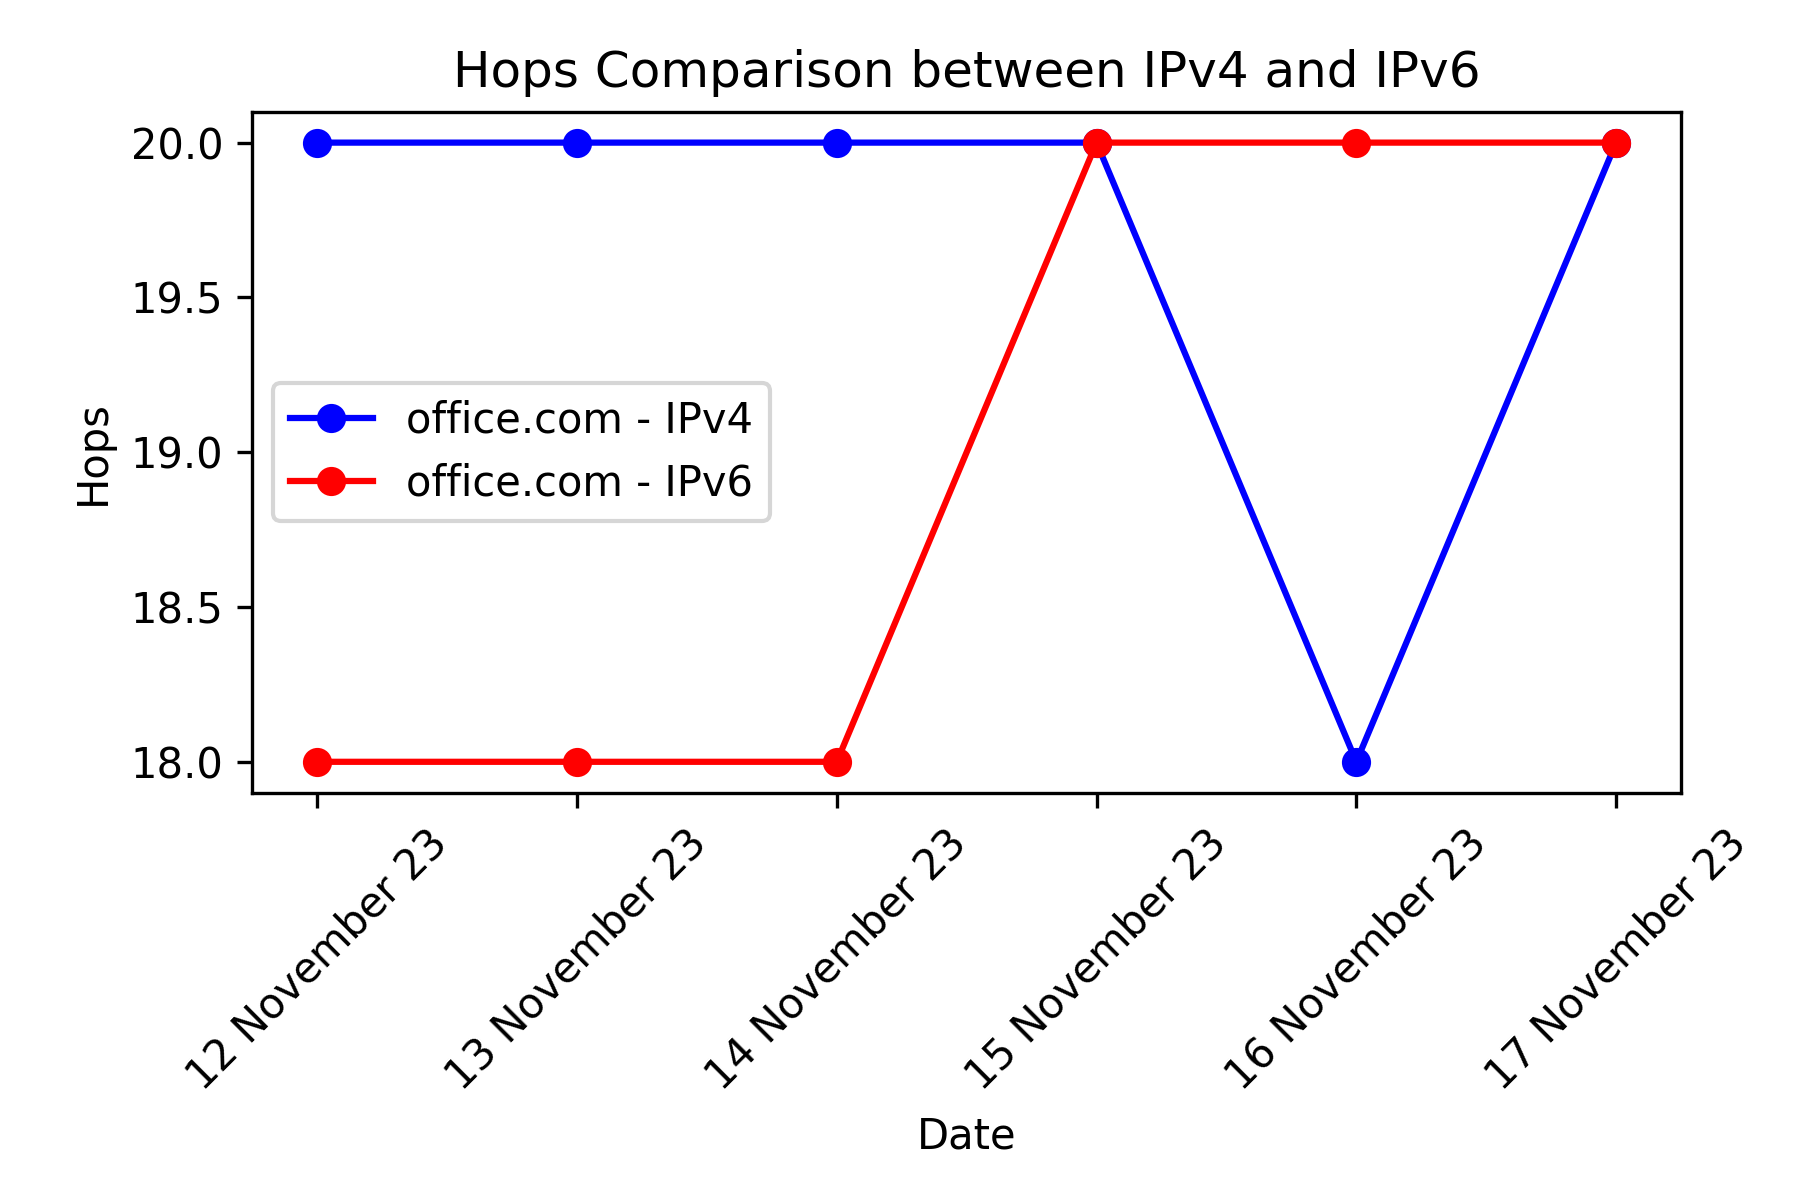 Hops Comparison between IPv4 and IPv6
20.0
19.5
19.0
18.5
18.0
Hops
office.com - IPv4
office.com - IPv6
12 November 23
13 November 23
14 November 23
15 November 23
16 November 23
17 November 23
Date